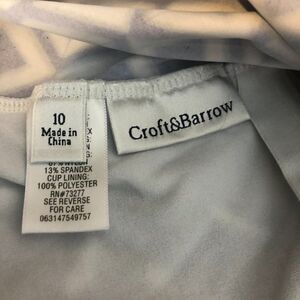 10
Made in
China
Croft&Barrow
13% SPANDEX
CUP LINING:
100% POLYESTER
RN#73277
SEE REVERSE
FOR CARE
063147549757